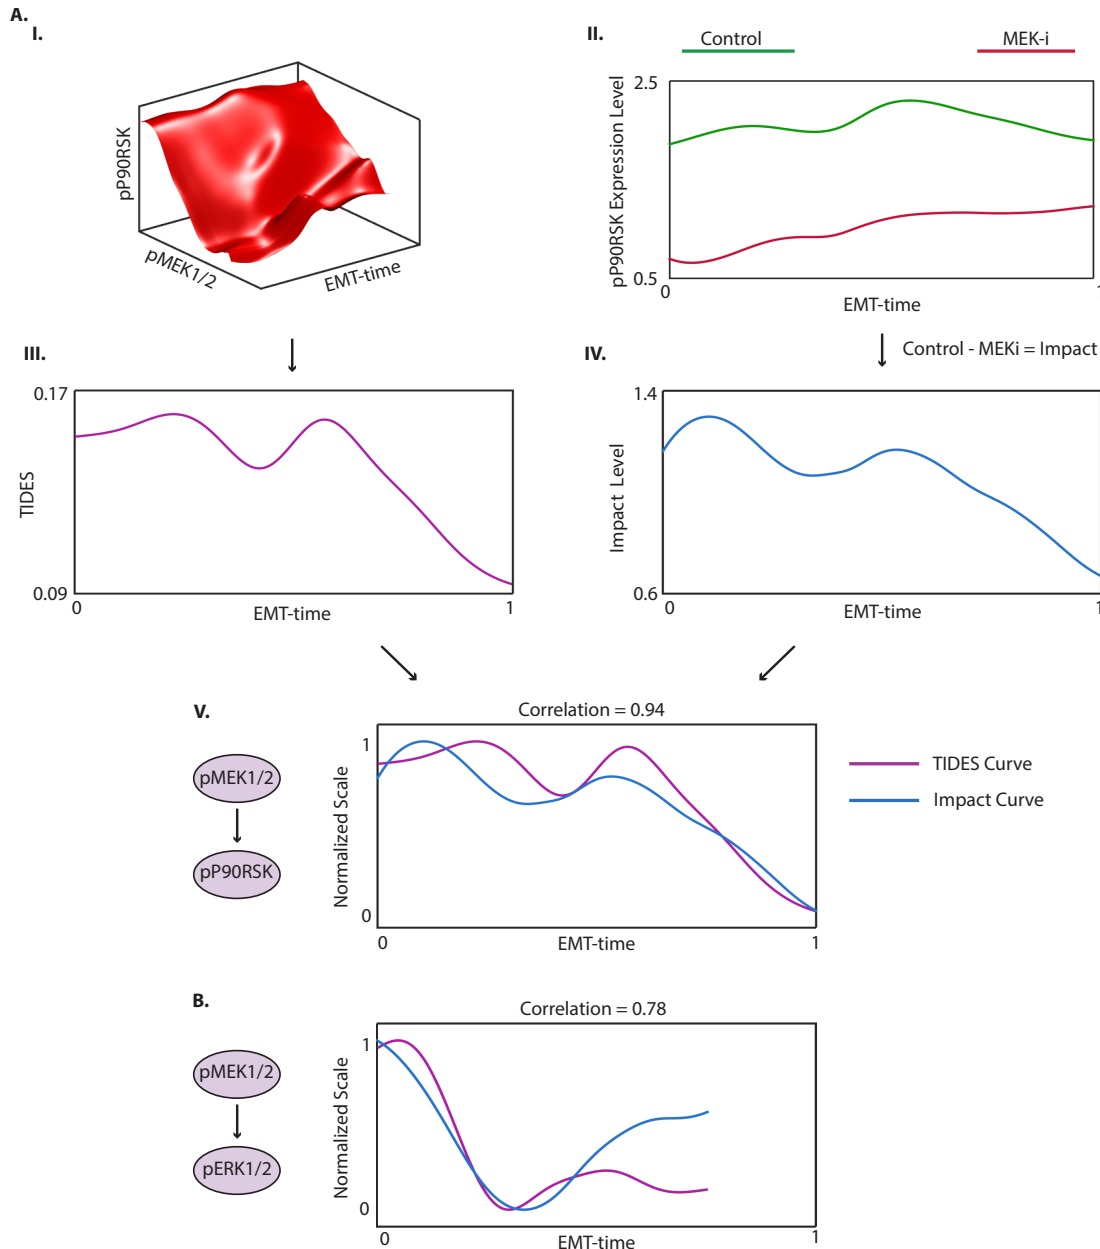 A.
I.
pP90RSK
pMEK1/2
EMT-time
II.
Control
MEK-i
2.5
pP90RSK Expression Level
0.5
0
1
EMT-time
III.
0.17
TIDES
0.09
0
1
EMT-time
Control - MEKi = Impact
IV.
1.4
Impact Level
0.6
0
1
EMT-time
V.
Correlation = 0.94
pMEK1/2
pP90RSK
1
Normalized Scale
0
0
1
EMT-time
TIDES Curve
Impact Curve
B.
Correlation = 0.78
pMEK1/2
pERK1/2
1
Normalized Scale
0
0
1
EMT-time